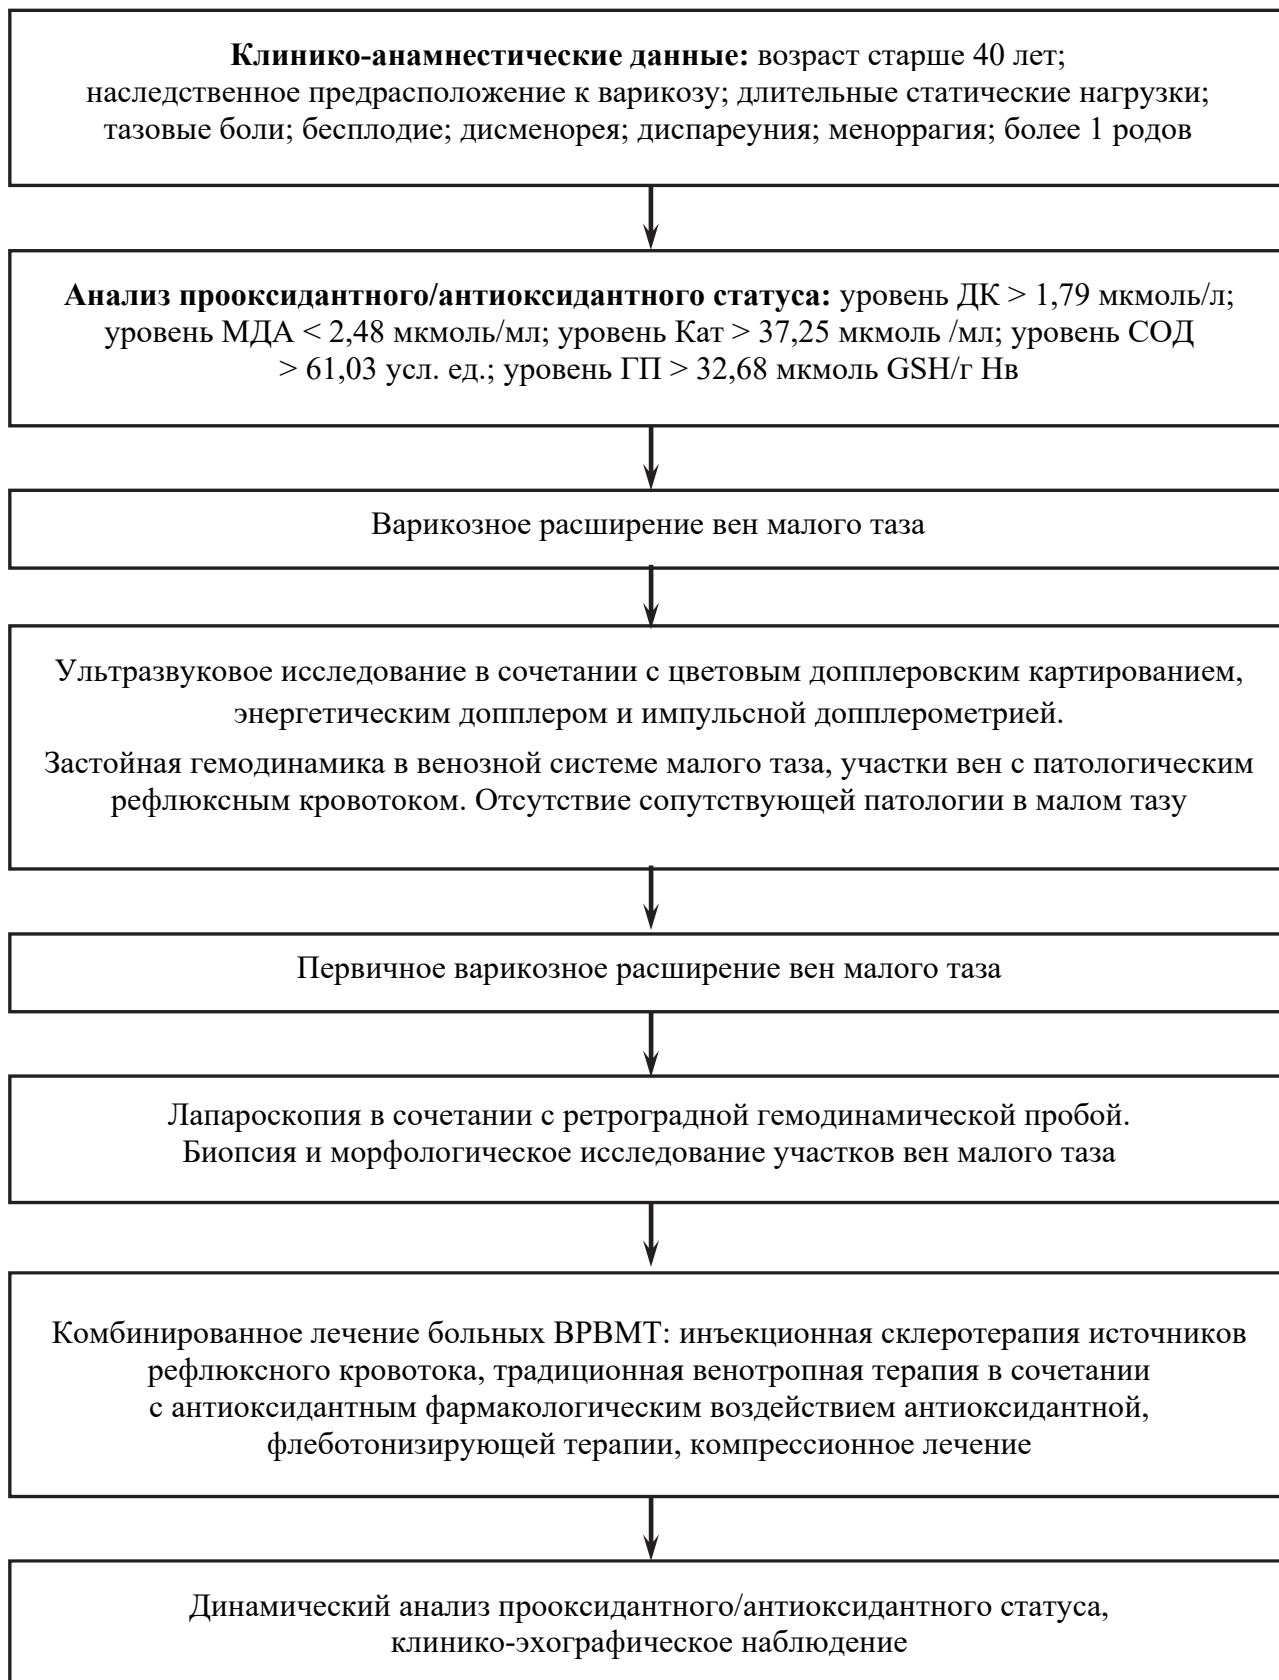 Клинико-анамнестические данные: возраст старше 40 лет;
наследственное предрасположение к варикозу; длительные статические нагрузки;
тазовые боли; бесплодие; дисменорея; диспареуния; меноррагия; более 1 родов
Анализ прооксидантного/антиоксидантного статуса: уровень ДК > 1,79 мкмоль/л;
уровень МДА < 2,48 мкмоль/мл; уровень Кат > 37,25 мкмоль /мл; уровень СОД
> 61,03 усл. ед.; уровень ГП > 32,68 мкмоль GSH/г Нв
Варикозное расширение вен малого таза
Ультразвуковое исследование в сочетании с цветовым допплеровским картированием,
энергетическим допплером и импульсной допплерометрией.
Застойная гемодинамика в венозной системе малого таза, участки вен с патологическим
рефлюксным кровотоком. Отсутствие сопутствующей патологии в малом тазу
Первичное варикозное расширение вен малого таза
Лапароскопия в сочетании с ретроградной гемодинамической пробой.
Биопсия и морфологическое исследование участков вен малого таза
Комбинированное лечение больных ВРВМТ: инъекционная склеротерапия источников
рефлюксного кровотока, традиционная венотропная терапия в сочетании
с антиоксидантным фармакологическим воздействием антиоксидантной,
флеботонизирующей терапии, компрессионное лечение
Динамический анализ прооксидантного/антиоксидантного статуса,
клинико-эхографическое наблюдение